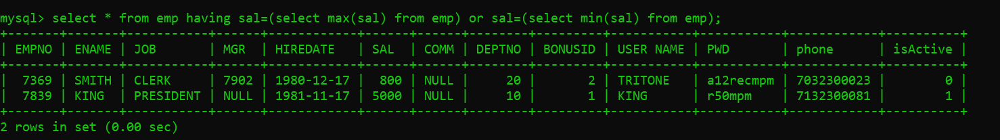 mysql> select * from emp having sal=(select max(sal) from emp) or sal=(select min(sal) from emp);
+-------+-------+-----------+------+------------+------+------+--------+---------+-----------+-----------+------------+----------+
| EMPNO | ENAME | JOB       | MGR  | HIREDATE   | SAL  | COMM | DEPTNO | BONUSID | USER NAME | PWD       | phone      | isActive |
+-------+-------+-----------+------+------------+------+------+--------+---------+-----------+-----------+------------+----------+
|  7369 | SMITH | CLERK     | 7902 | 1980-12-17 |  800 | NULL |     20 |       2 | TRITONE   | a12recmpm | 7032300023 |        0 |
|  7839 | KING  | PRESIDENT | NULL | 1981-11-17 | 5000 | NULL |     10 |       1 | KING      | r50mpm    | 7132300081 |        1 |
+-------+-------+-----------+------+------------+------+------+--------+---------+-----------+-----------+------------+----------+
2 rows in set (0.00 sec)